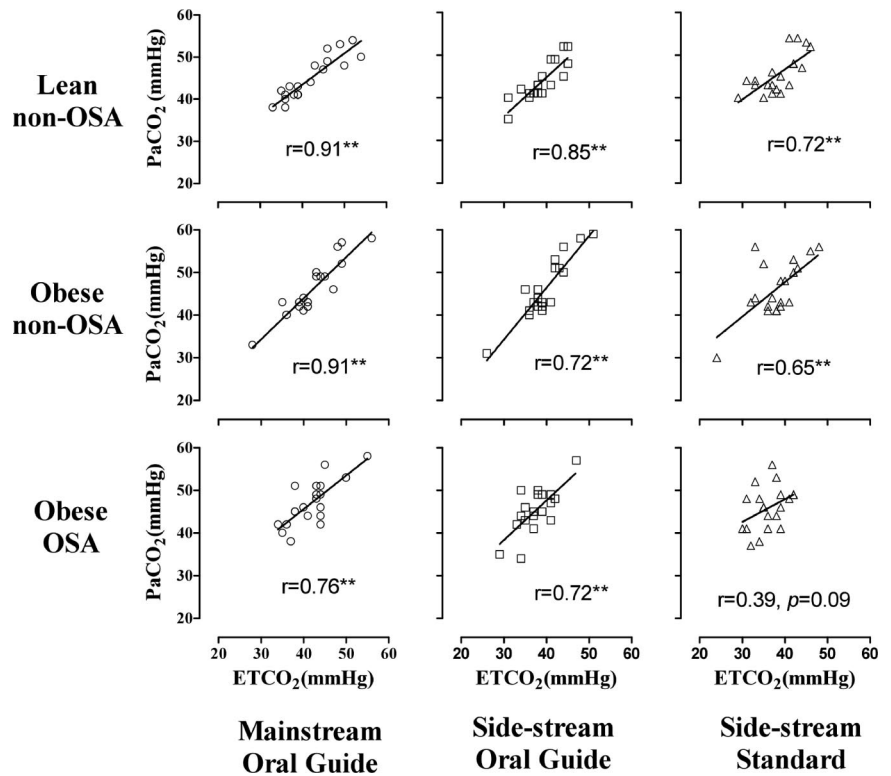 Lean
non-OSA
PaCO₂ (mmHg)
60
50
40
30
20
r=0.91**
r=0.85**
r=0.72**
Obese
non-OSA
PaCO₂(mmHg)
60
50
40
30
20
r=0.91**
r=0.72**
r=0.65**
Obese
OSA
PaCO₂(mmHg)
60
50
40
30
20
r=0.76**
r=0.72**
r=0.39, p=0.09
20 30 40 50 60
20 30 40 50 60
20 30 40 50 60
ETCO₂(mmHg)
ETCO₂(mmHg)
ETCO₂(mmHg)
Mainstream
Oral Guide
Side-stream
Oral Guide
Side-stream
Standard